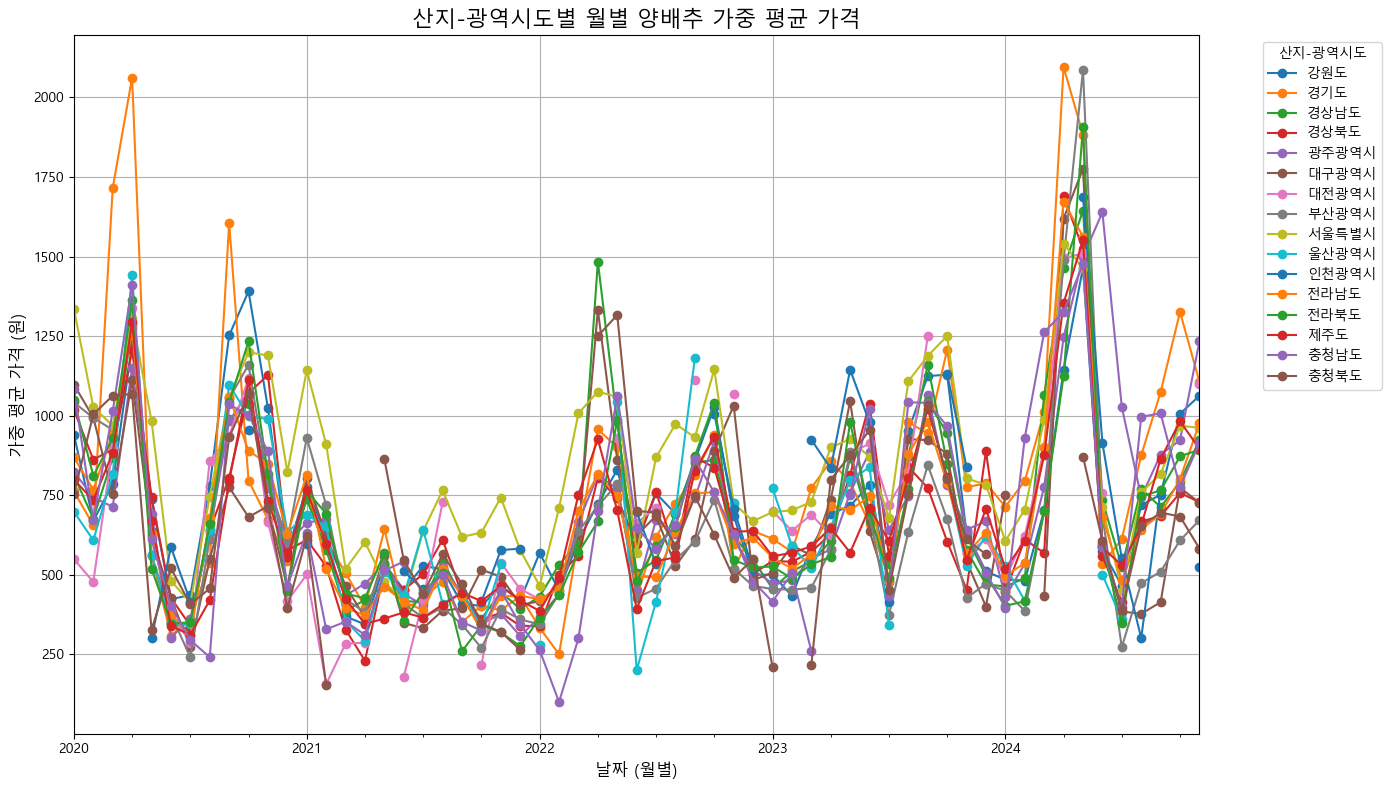 산지-광역시도별 월별 양배추 가중 평균 가격
가중 평균 가격 (원)
2000
1750
1500
1250
1000
750
500
250
2020
2021
2022
2023
2024
날짜 (월별)
산지-광역시도
강원도
경기도
경상남도
경상북도
광주광역시
대구광역시
대전광역시
부산광역시
서울특별시
울산광역시
인천광역시
전라남도
전라북도
제주도
충청남도
충청북도